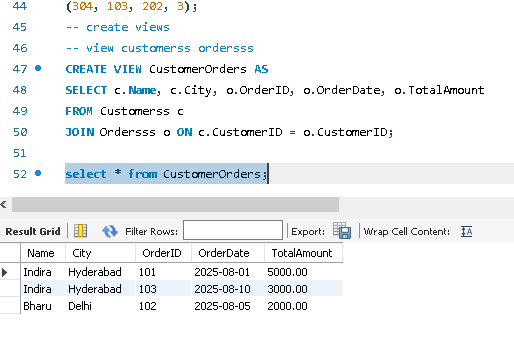 44 (304, 103, 202, 3);
45 -- create views
46 -- view customerss ordersss
47 CREATE VIEW CustomerOrders AS
48 SELECT c.Name, c.City, o.OrderID, o.OrderDate, o.TotalAmount
49 FROM Customerss c
50 JOIN Ordersss o ON c.CustomerID = o.CustomerID;
51
52 select * from CustomerOrders;
Result Grid Filter Rows: Export: Wrap Cell Content: IA
Name City OrderID OrderDate TotalAmount
Indira Hyderabad 101 2025-08-01 5000.00
Indira Hyderabad 103 2025-08-10 3000.00
Bharu Delhi 102 2025-08-05 2000.00